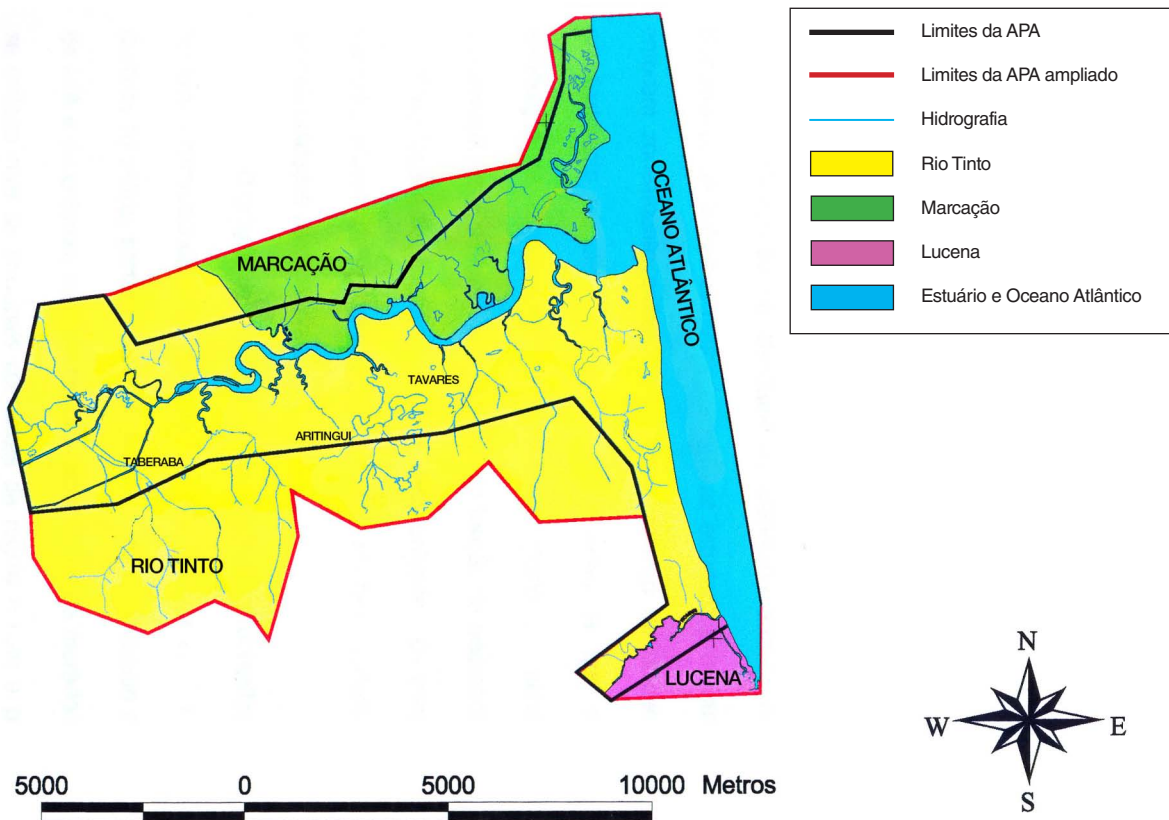 Limites da APA
Limites da APA ampliado
Hidrografia
Rio Tinto
Marcação
Lucena
Estuário e Oceano Atlântico
OCEANO ATLÂNTICO
MARCAÇÃO
TAVARES
ARITINGUI
TABERABA
RIO TINTO
LUCENA
N
W E
S
5000 0 5000 10000 Metros